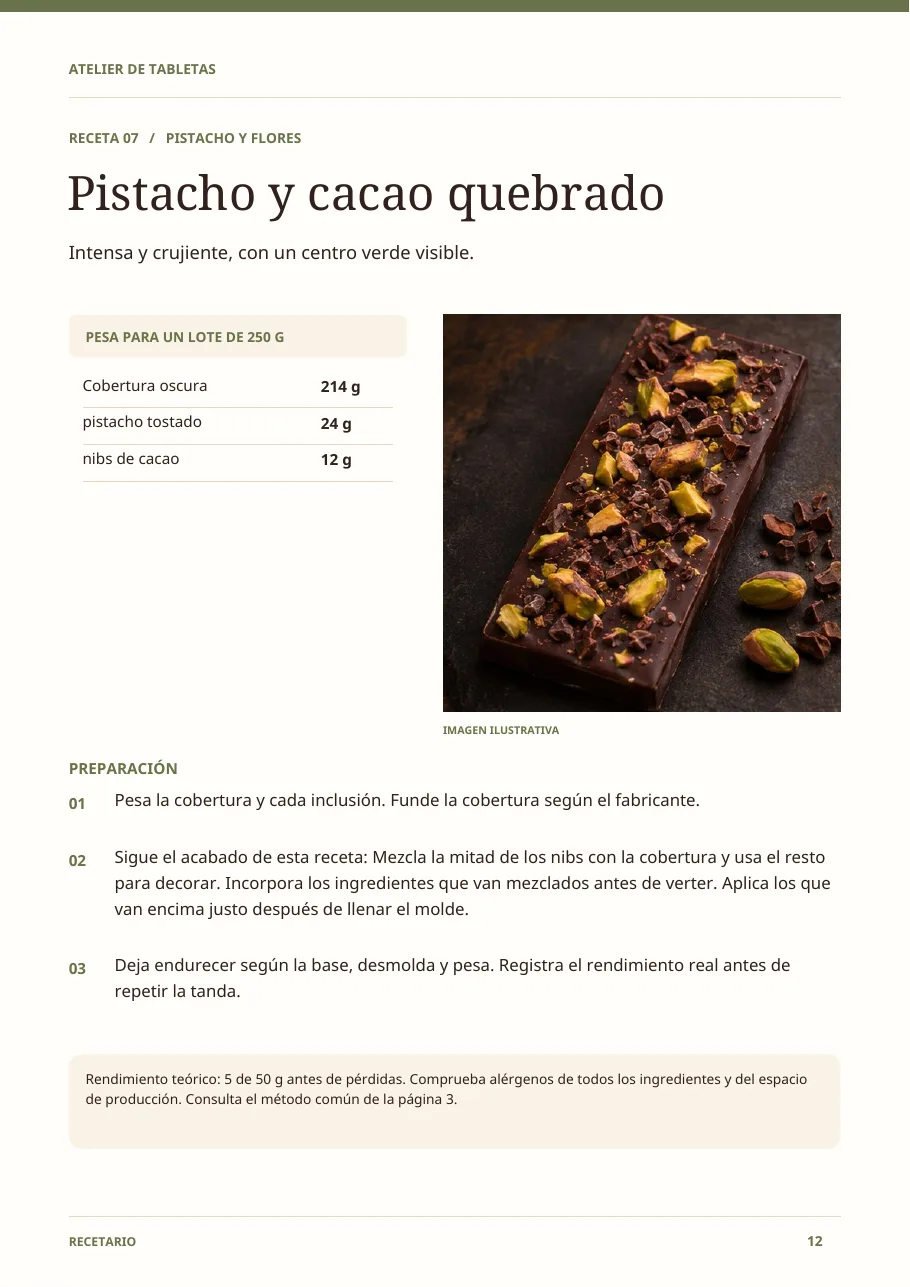 ATELIER DE TABLETAS
RECETA 07 / PISTACHO Y FLORES
Pistacho y cacao quebrado
Intensa y crujiente, con un centro verde visible.
PESA PARA UN LOTE DE 250 G
Cobertura oscura 214 g
pistacho tostado 24 g
nibs de cacao 12 g
IMAGEN ILUSTRATIVA
PREPARACIÓN
01 Pesa la cobertura y cada inclusión. Funde la cobertura según el fabricante.
02 Sigue el acabado de esta receta: Mezcla la mitad de los nibs con la cobertura y usa el resto
para decorar. Incorpora los ingredientes que van mezclados antes de verter. Aplica los que
van encima justo después de llenar el molde.
03 Deja endurecer según la base, desmolda y pesa. Registra el rendimiento real antes de
repetir la tanda.
Rendimiento teórico: 5 de 50 g antes de pérdidas. Comprueba alérgenos de todos los ingredientes y del espacio
de producción. Consulta el método común de la página 3.
RECETARIO 12